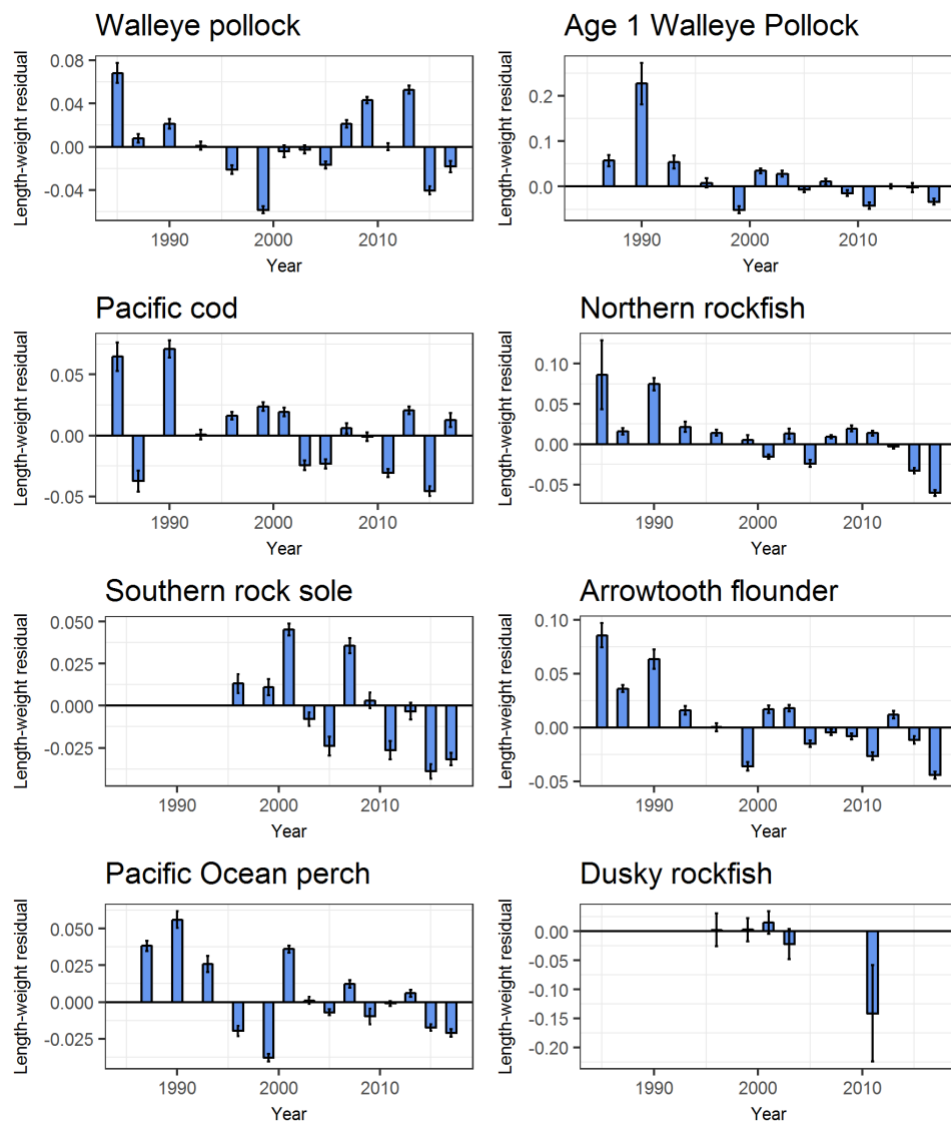 Walleye pollock
Length-weight residual
0.08
0.04
0.00
-0.04
1990 2000 2010
Year
Age 1 Walleye Pollock
Length-weight residual
0.2
0.1
0.0
1990 2000 2010
Year
Pacific cod
Length-weight residual
0.05
0.00
-0.05
1990 2000 2010
Year
Northern rockfish
Length-weight residual
0.10
0.05
0.00
-0.05
1990 2000 2010
Year
Southern rock sole
Length-weight residual
0.050
0.025
0.000
-0.025
1990 2000 2010
Year
Arrowtooth flounder
Length-weight residual
0.10
0.05
0.00
-0.05
1990 2000 2010
Year
Pacific Ocean perch
Length-weight residual
0.050
0.025
0.000
-0.025
1990 2000 2010
Year
Dusky rockfish
Length-weight residual
0.00
-0.05
-0.10
-0.15
-0.20
1990 2000 2010
Year